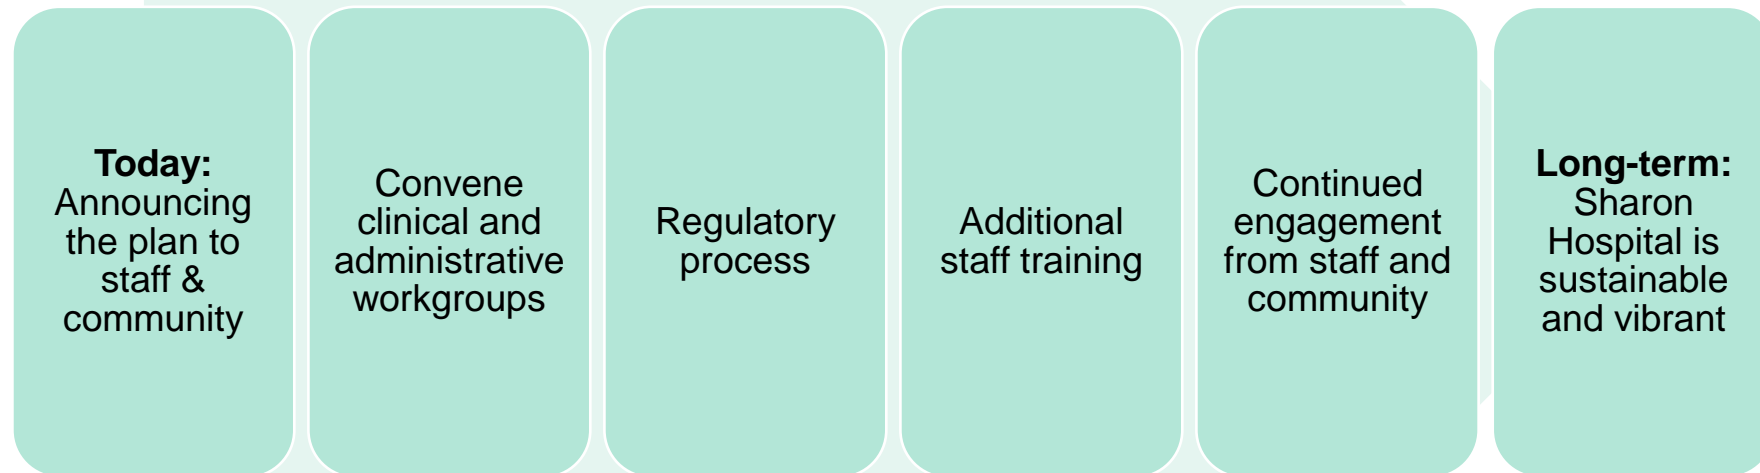 Today:
Announcing
the plan to
staff &
community
Convene
clinical and
administrative
workgroups
Regulatory
process
Additional
staff training
Continued
engagement
from staff and
community
Long-term:
Sharon
Hospital is
sustainable
and vibrant